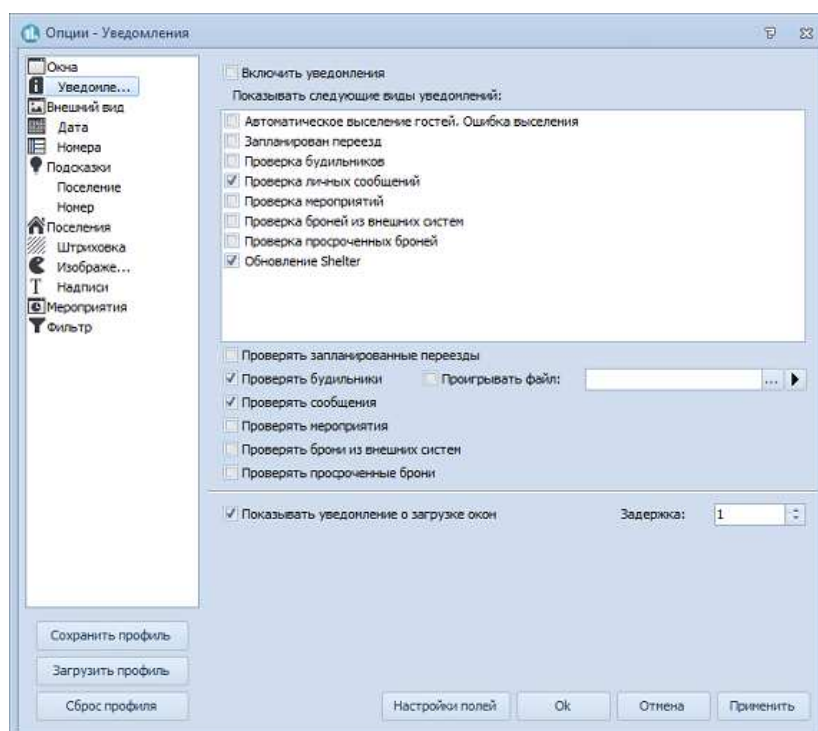 Опции - Уведомления
Окна
Уведомле...
Внешний вид
Дата
Номера
Подсказки
Поселение
Номер
Поселения
Штриховка
Изображе...
Надписи
Мероприятия
Фильтр
Сохранить профиль
Загрузить профиль
Сброс профиля
Включить уведомления
Показывать следующие виды уведомлений:
Автоматическое выселение гостей. Ошибка выселения
Запланирован переезд
Проверка будильников
Проверка личных сообщений
Проверка мероприятий
Проверка броней из внешних систем
Проверка просроченных броней
Обновление Shelter
Проверять запланированные переезды
Проверять будильники Проигрывать файл: ...
Проверять сообщения
Проверять мероприятия
Проверять брони из внешних систем
Проверять просроченные брони
Показывать уведомление о загрузке окон Задержка: 1
Настройки полей Ok Отмена Применить